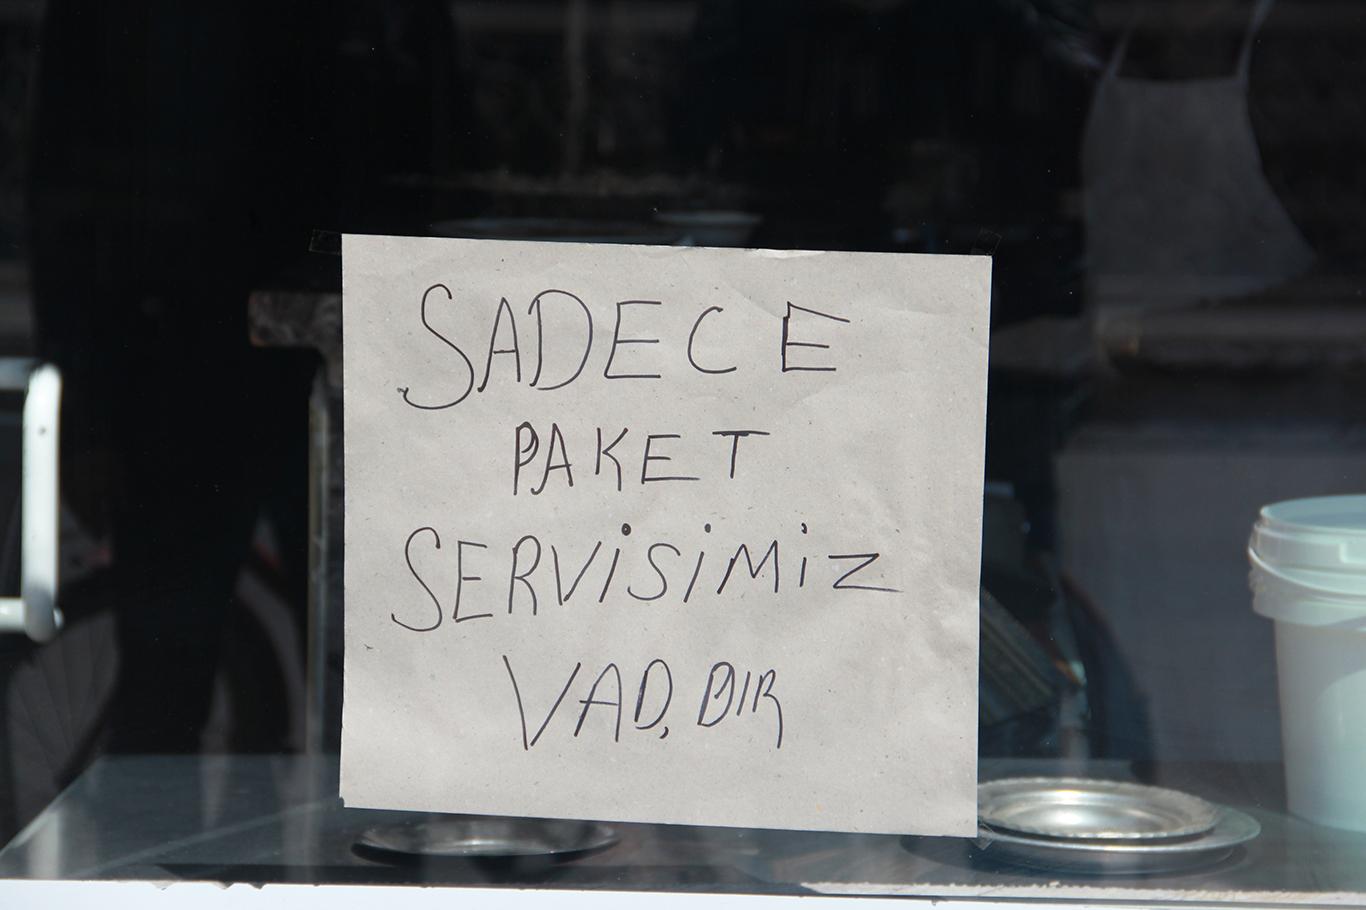 SADECE
PAKET
SERVİSİMİZ
VAD,DIR